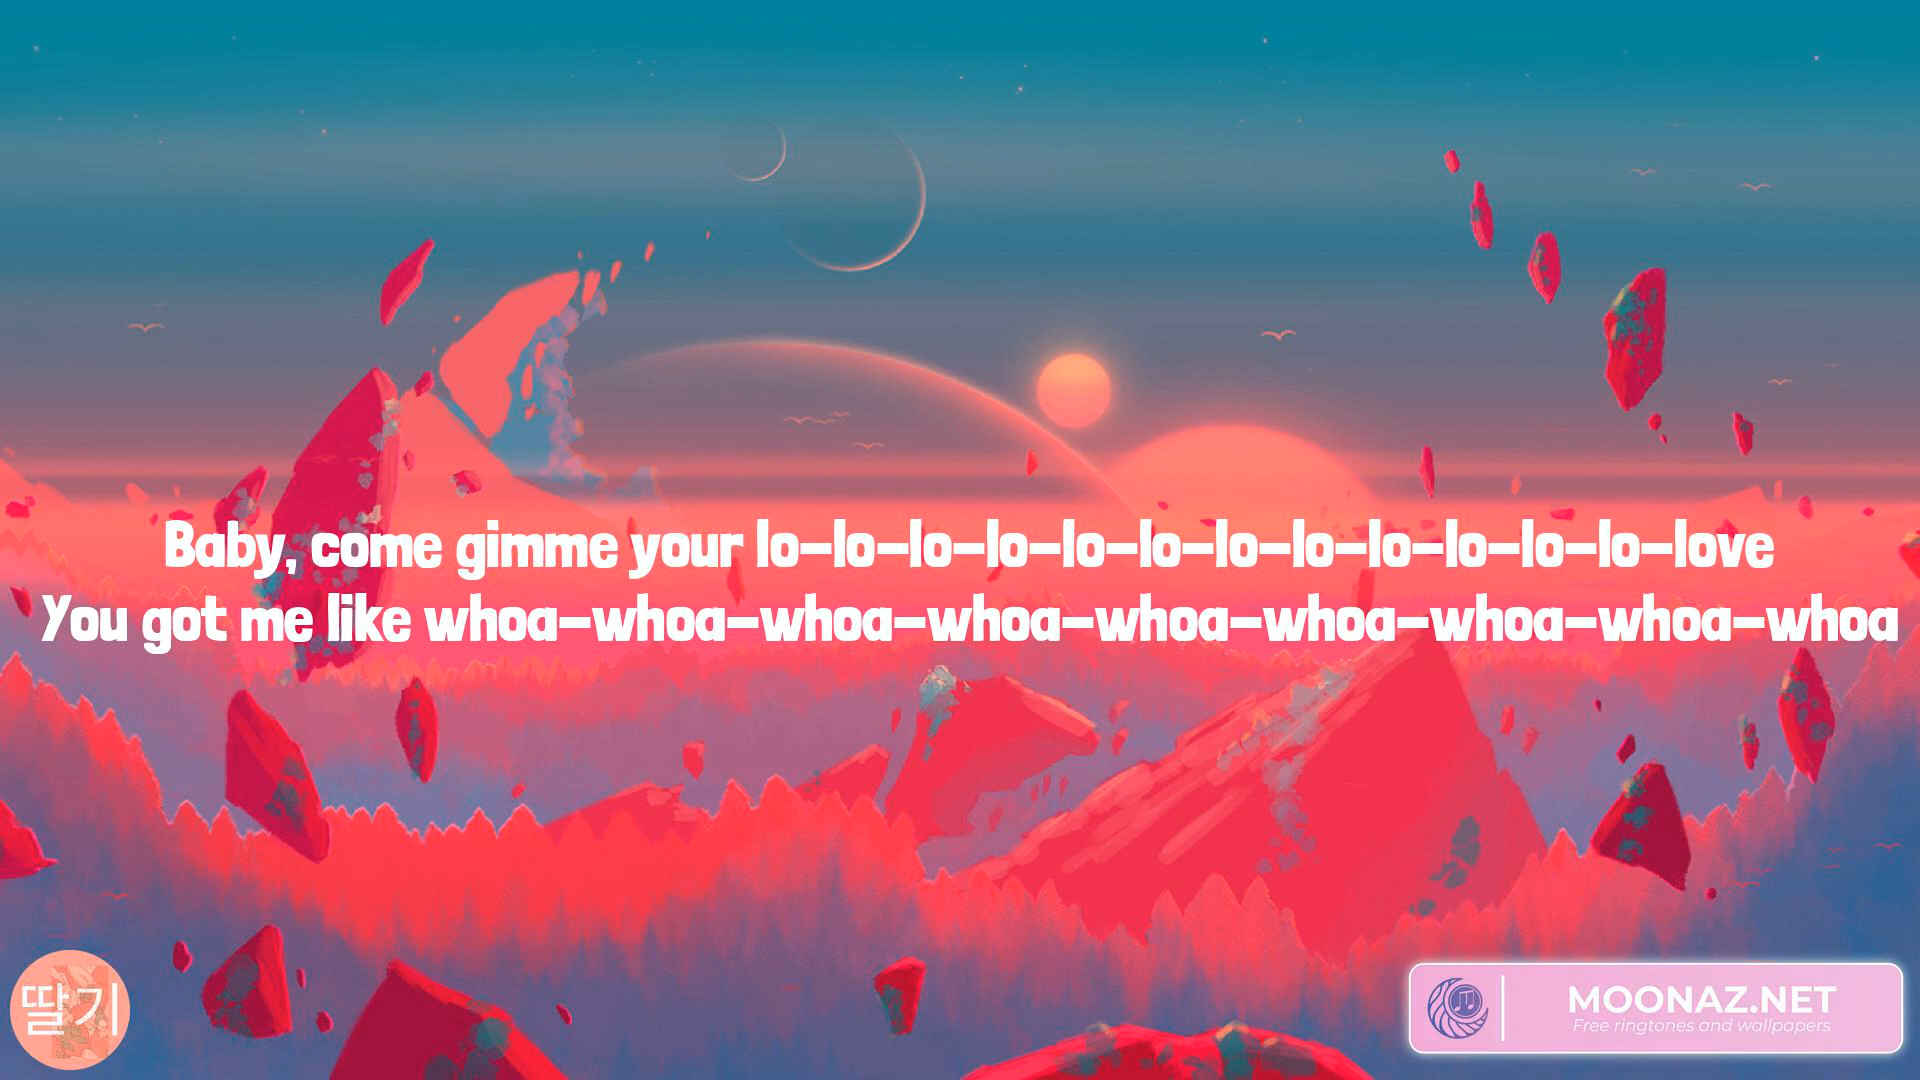 Baby, come gimme your lo–lo–lo–lo–lo–lo–lo–lo–lo–lo–lo–lo–love
You got me like whoa–whoa–whoa–whoa–whoa–whoa–whoa–whoa–whoa
딸기
MOONAZ.NET
Free ringtones and wallpapers